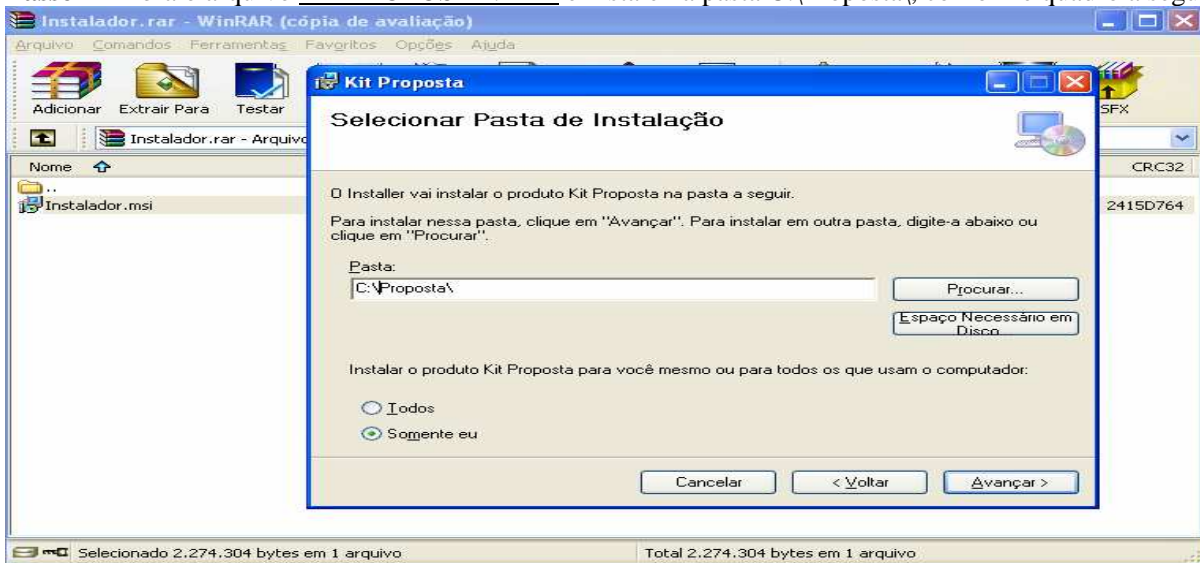 Instalador.rar - WinRAR (cópia de avaliação)
Arquivo Comandos Ferramentas Favoritos Opções Ajuda
Adicionar Extrair Para Testar SFX
Instalador.rar - Arquivo
Nome CRC32
..
Instalador.msi 2415D764
Kit Proposta
Selecionar Pasta de Instalação
O Installer vai instalar o produto Kit Proposta na pasta a seguir.
Para instalar nessa pasta, clique em "Avançar". Para instalar em outra pasta, digite-a abaixo ou
clique em "Procurar".
Pasta:
C:\Proposta\
Procurar...
Espaço Necessário em
Disco...
Instalar o produto Kit Proposta para você mesmo ou para todos os que usam o computador:
Todos
Somente eu
Cancelar < Voltar Avançar >
Selecionado 2.274.304 bytes em 1 arquivo Total 2.274.304 bytes em 1 arquivo